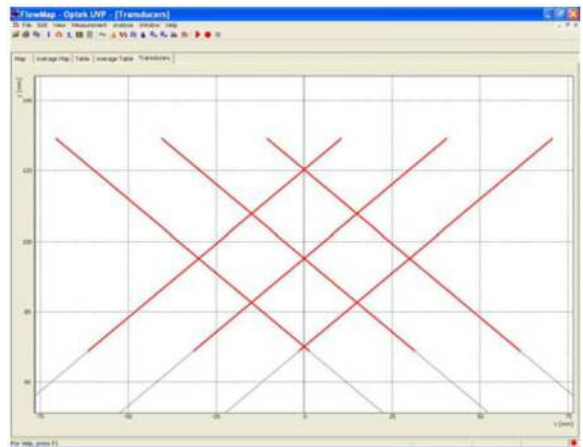 FlowMap - Optek UVP - [Transducers]
File Edit View Measurement Analysis Window Help
Map Average Map Table Average Table Transducers
z [mm]
140
120
100
80
60
-75 -50 -25 0 25 50 75
x [mm]
For Help, press F1